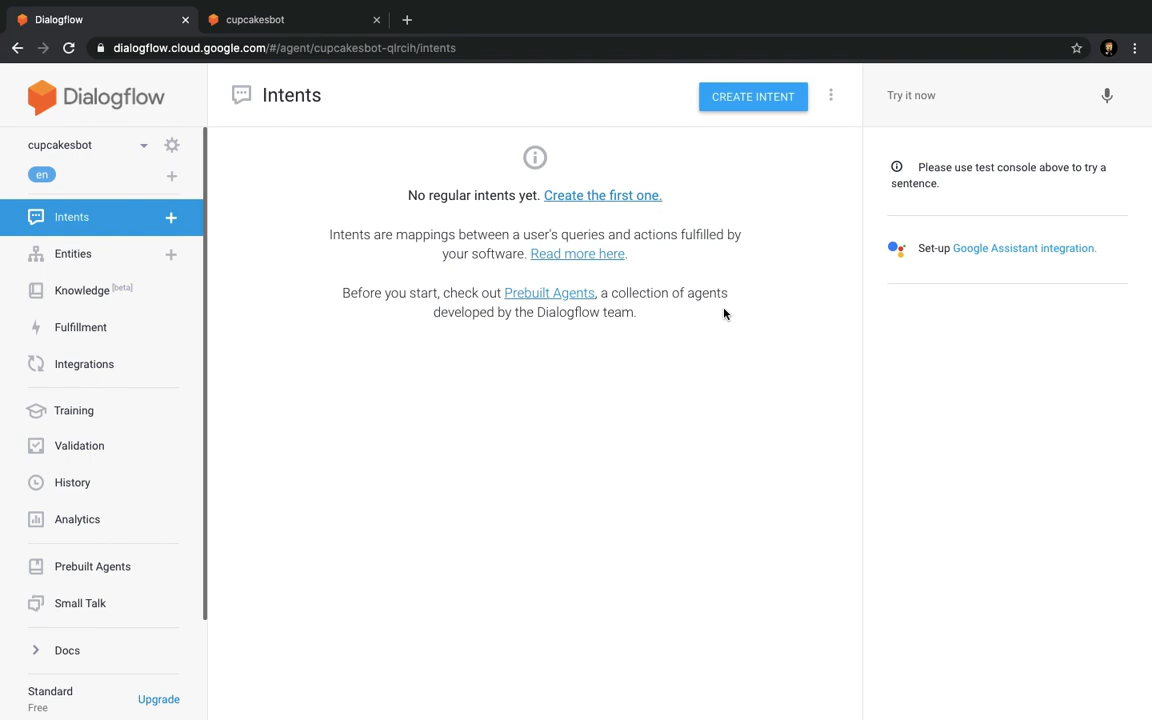 Dialogflow
cupcakesbot
dialogflow.cloud.google.com/#/agent/cupcakesbot-qlrcih/intents
Dialogflow
cupcakesbot
en
Intents
Entities
Knowledge [beta]
Fulfillment
Integrations
Training
Validation
History
Analytics
Prebuilt Agents
Small Talk
Docs
Standard
Free
Upgrade
Intents
CREATE INTENT
No regular intents yet. Create the first one.
Intents are mappings between a user's queries and actions fulfilled by
your software. Read more here.
Before you start, check out Prebuilt Agents, a collection of agents
developed by the Dialogflow team.
Try it now
Please use test console above to try a
sentence.
Set-up Google Assistant integration.